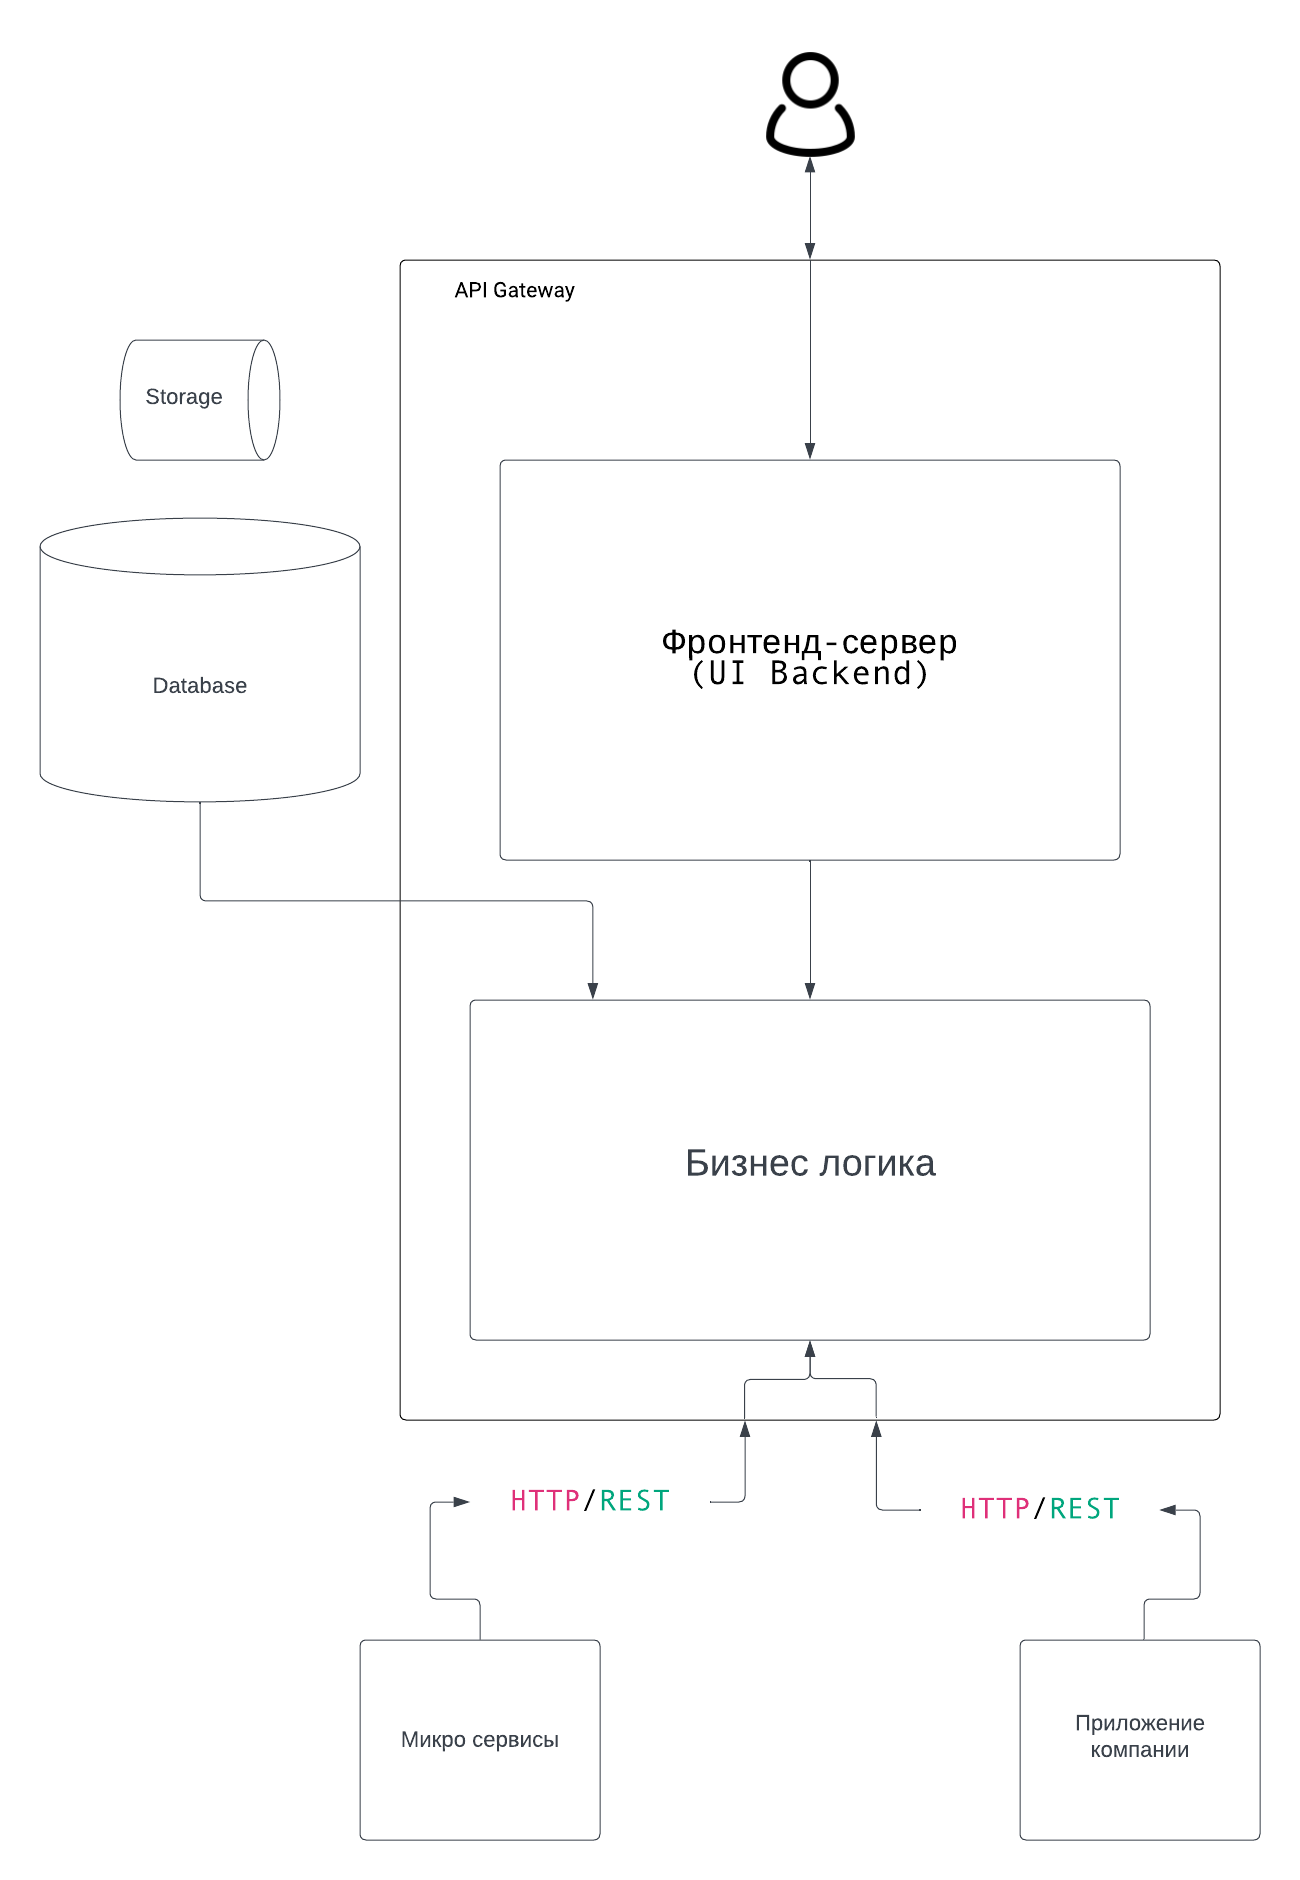 API Gateway
Storage
Фронтенд-сервер
(UI Backend)
Database
Бизнес логика
HTTP/REST
HTTP/REST
Микро сервисы
Приложение
компании